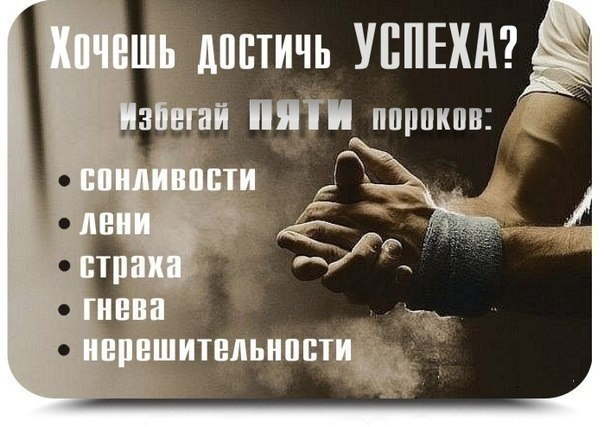 Хочешь достичь УСПЕХА?
Избегай ПЯТИ пороков:
• сонливости
• лени
• страха
• гнева
• нерешительности